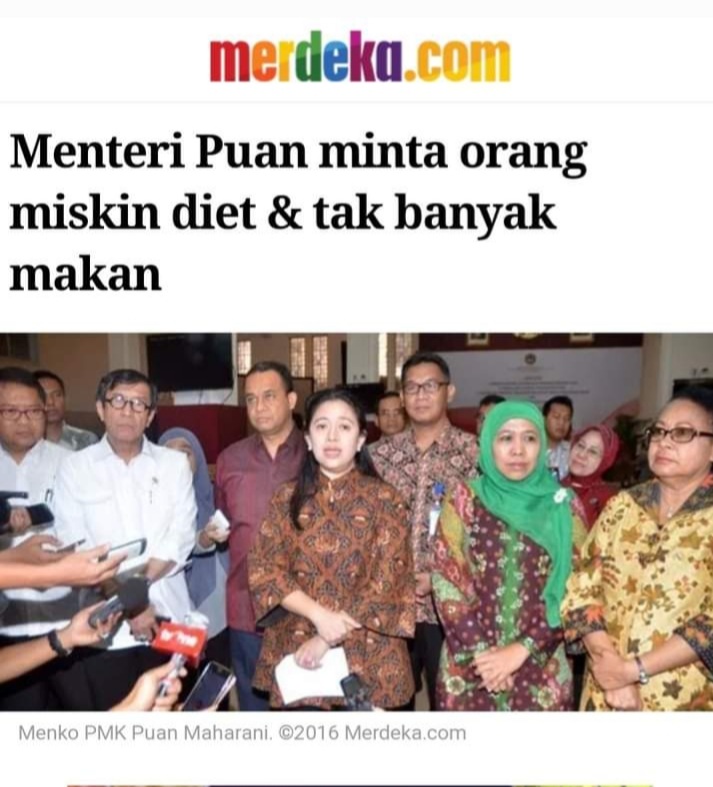 merdeka.com
Menteri Puan minta orang
miskin diet & tak banyak
makan
Menko PMK Puan Maharani. ©2016 Merdeka.com